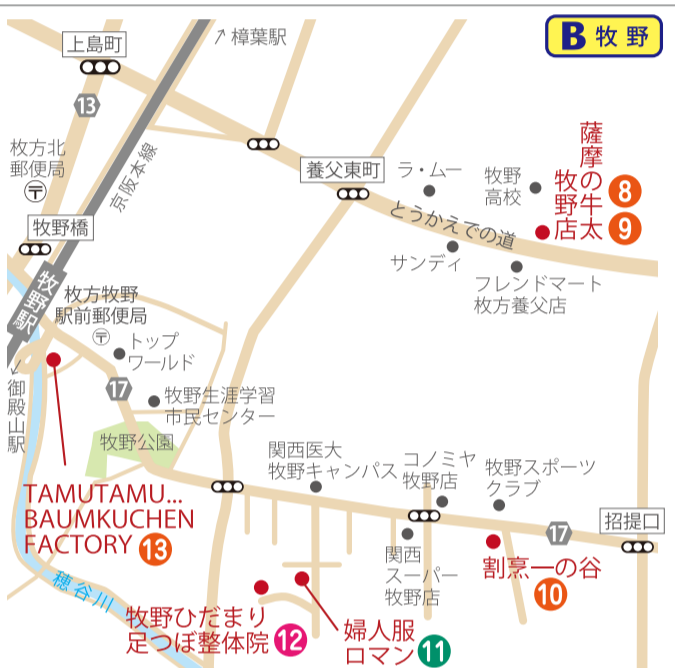 B 牧野
上島町
↗樟葉駅
13
枚方北
郵便局
〒
京阪本線
養父東町
ラ・ムー
牧野
高校
薩摩の牛太
牧野店
8
9
牧野橋
とうかえでの道
サンディ
フレンドマート
枚方養父店
牧野駅
枚方牧野
駅前郵便局
〒
トップ
ワールド
↙御殿山駅
17
牧野生涯学習
市民センター
牧野公園
関西医大
牧野キャンパス
コノミヤ
牧野店
牧野スポーツ
クラブ
TAMUTAMU...
BAUMKUCHEN
FACTORY 13
17
招提口
関西
スーパー
牧野店
割烹一の谷
10
穂谷川
牧野ひだまり
足つぼ整体院 12
婦人服
ロマン 11